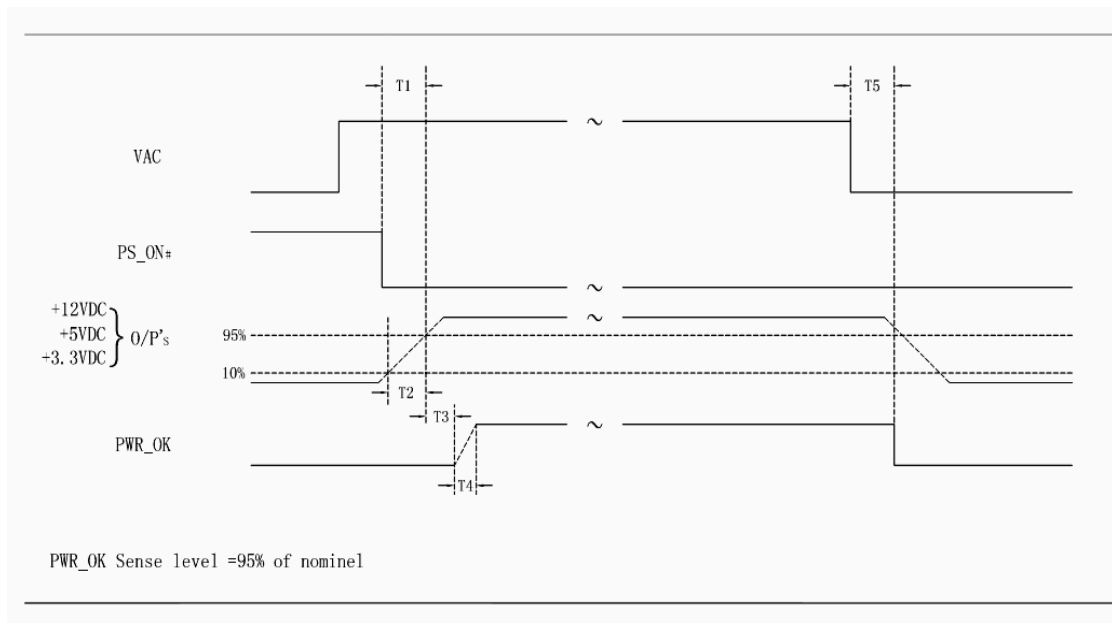 T1
T5
VAC
PS_ON#
+12VDC
+5VDC
+3.3VDC
O/P's
95%
10%
T2
T3
PWR_OK
T4
PWR_OK Sense level =95% of nominel